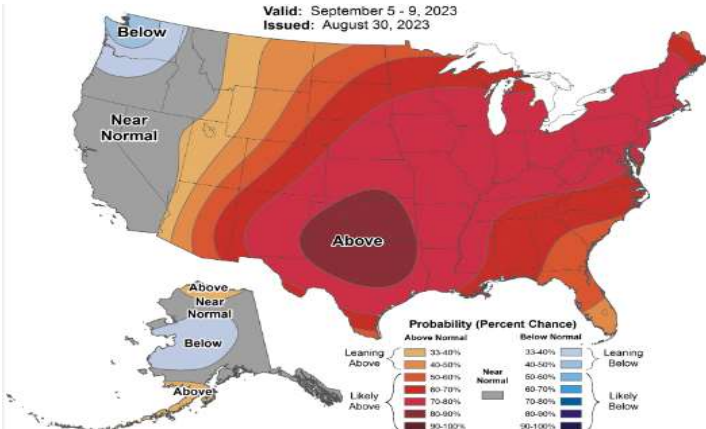 Valid: September 5 - 9, 2023
Issued: August 30, 2023
Below
Near
Normal
Above
Above
Near
Normal
Below
Above
Probability (Percent Chance)
Above Normal
Below Normal
Leaning
Above
33-40%
40-50%
Likely
Above
50-60%
60-70%
70-80%
80-90%
90-100%
Near
Normal
33-40%
40-50%
Leaning
Below
50-60%
60-70%
70-80%
80-90%
90-100%
Likely
Below